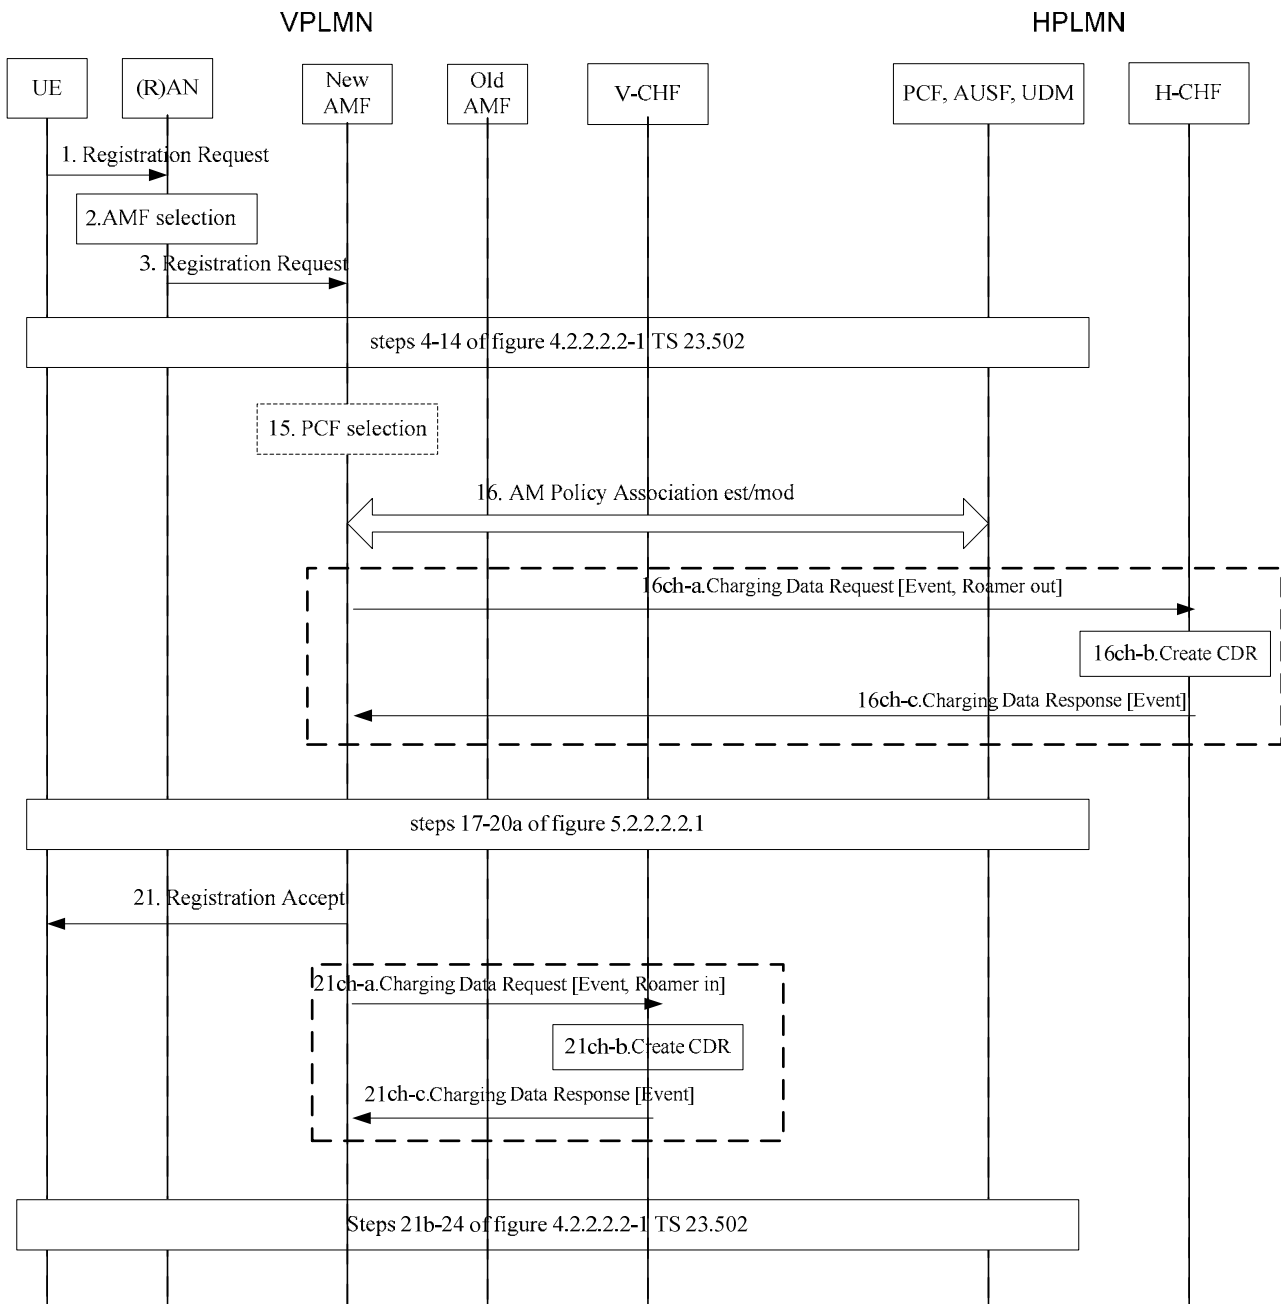 VPLMN
HPLMN
UE
(R)AN
New
AMF
Old
AMF
V-CHF
PCF, AUSF, UDM
H-CHF
1. Registration Request
2.AMF selection
3. Registration Request
steps 4-14 of figure 4.2.2.2.2-1 TS 23.502
15. PCF selection
16. AM Policy Association est/mod
16ch-a.Charging Data Request [Event, Roamer out]
16ch-b.Create CDR
16ch-c.Charging Data Response [Event]
steps 17-20a of figure 5.2.2.2.2.1
21. Registration Accept
21ch-a.Charging Data Request [Event, Roamer in]
21ch-b.Create CDR
21ch-c.Charging Data Response [Event]
Steps 21b-24 of figure 4.2.2.2.2-1 TS 23.502